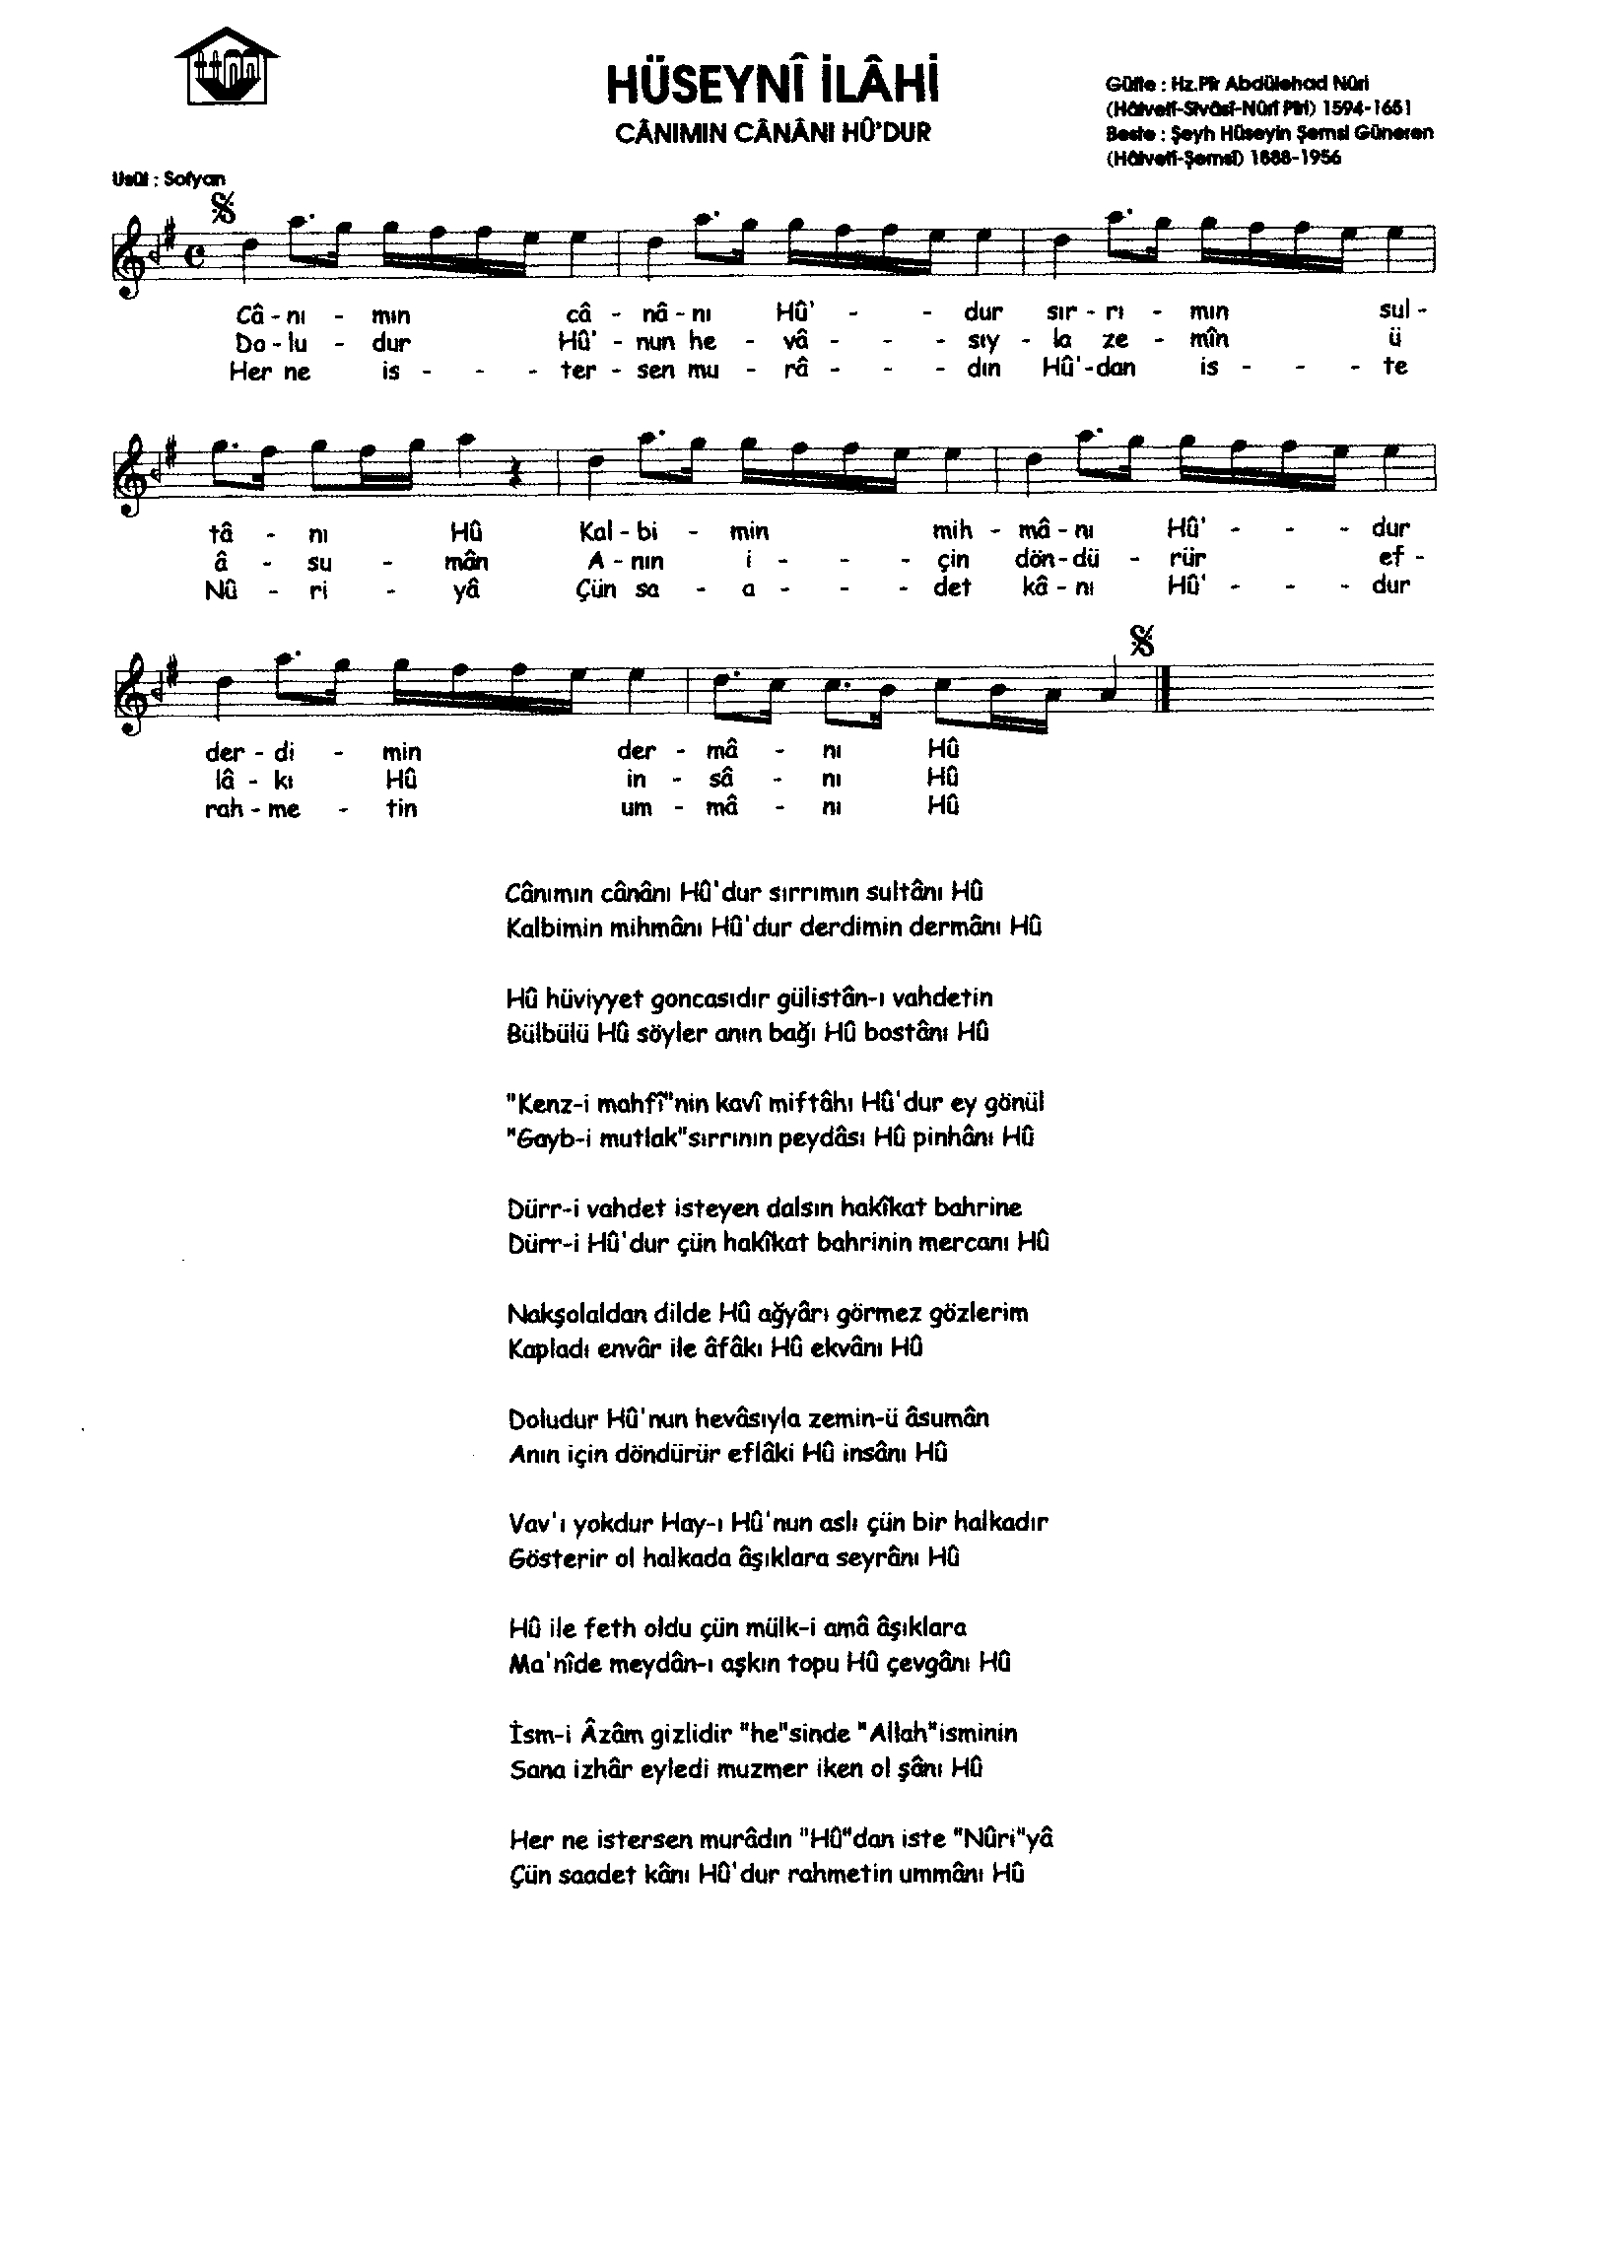 HÜSEYNÎ İLÂHİ
CÂNIMIN CÂNÂNI HÛ'DUR
Güfte : Hz.Pîr Abdülehad Nûri
(Hâlvetî-Sivâsî-Nûrî Pîri) 1594-1651
Beste : Şeyh Hüseyin Şemsi Güneren
(Hâlvetî-Şemsî) 1888-1956
Usûl : Sofyan
Câ - nı - mın câ - nâ - nı Hû' - - dur sır - rı - mın sul -
Do - lu - dur Hû' - nun he - vâ - - - sıy - la ze - mîn ü
Her ne is - - - ter - sen mu - râ - - - dın Hû' - dan is - - - te
tâ - nı Hû Kal - bi - min mih - mâ - nı Hû' - - - dur
â - su - mân A - nın i - - - çin dön - dü - rür ef -
Nû - ri - yâ Çün sa - a - - - det kâ - nı Hû' - - - dur
der - di - min der - mâ - nı Hû
lâ - kı Hû in - sâ - nı Hû
rah - me - tin um - mâ - nı Hû
Cânımın cânânı Hû'dur sırrımın sultânı Hû
Kalbimin mihmânı Hû'dur derdimin dermânı Hû
Hû hüviyyet goncasıdır gülistân-ı vahdetin
Bülbülü Hû söyler anın bağı Hû bostânı Hû
"Kenz-i mahfî"nin kavî miftâhı Hû'dur ey gönül
"Gayb-i mutlak"sırrının peydâsı Hû pinhânı Hû
Dürr-i vahdet isteyen dalsın hakîkat bahrine
Dürr-i Hû'dur çün hakîkat bahrinin mercanı Hû
Nakşolaldan dilde Hû ağyârı görmez gözlerim
Kapladı envâr ile âfâkı Hû ekvânı Hû
Doludur Hû'nun hevâsıyla zemin-ü âsumân
Anın için döndürür eflâki Hû insânı Hû
Vav'ı yokdur Hay-ı Hû'nun aslı çün bir halkadır
Gösterir ol halkada âşıklara seyrânı Hû
Hû ile feth oldu çün mülk-i amâ âşıklara
Ma'nîde meydân-ı aşkın topu Hû çevgânı Hû
İsm-i Âzâm gizlidir "he"sinde "Allah"isminin
Sana izhâr eyledi muzmer iken ol şânı Hû
Her ne istersen murâdın "Hû"dan iste "Nûri"yâ
Çün saadet kânı Hû'dur rahmetin ummânı Hû